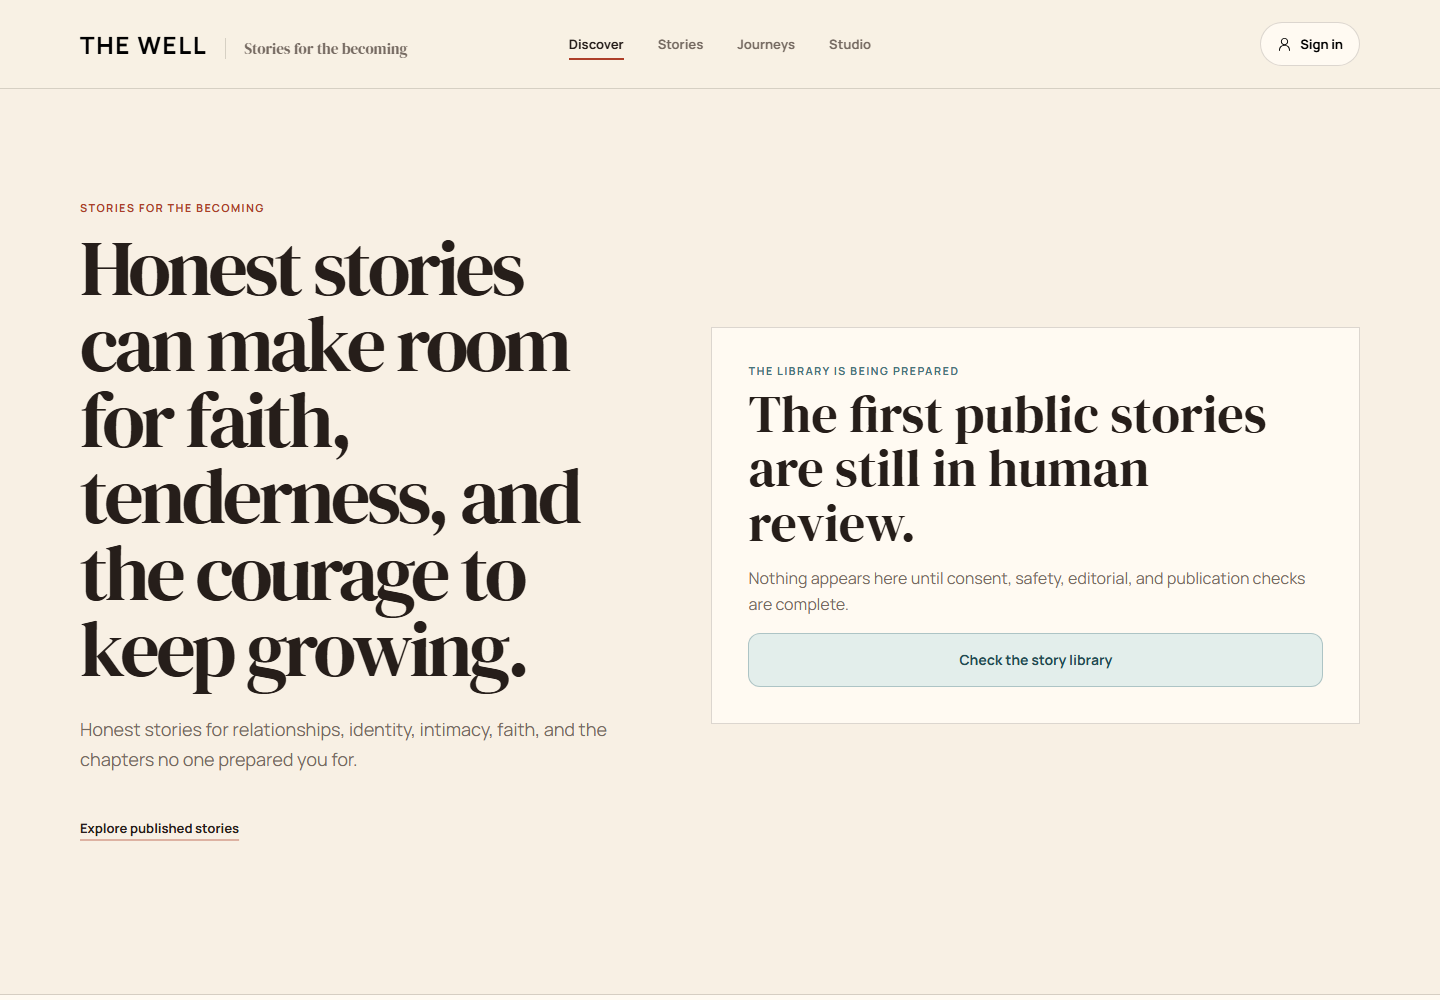 THE WELL
Stories for the becoming
Discover
Stories
Journeys
Studio
Sign in
STORIES FOR THE BECOMING
Honest stories
can make room
for faith,
tenderness, and
the courage to
keep growing.
Honest stories for relationships, identity, intimacy, faith, and the
chapters no one prepared you for.
Explore published stories
THE LIBRARY IS BEING PREPARED
The first public stories
are still in human
review.
Nothing appears here until consent, safety, editorial, and publication checks
are complete.
Check the story library